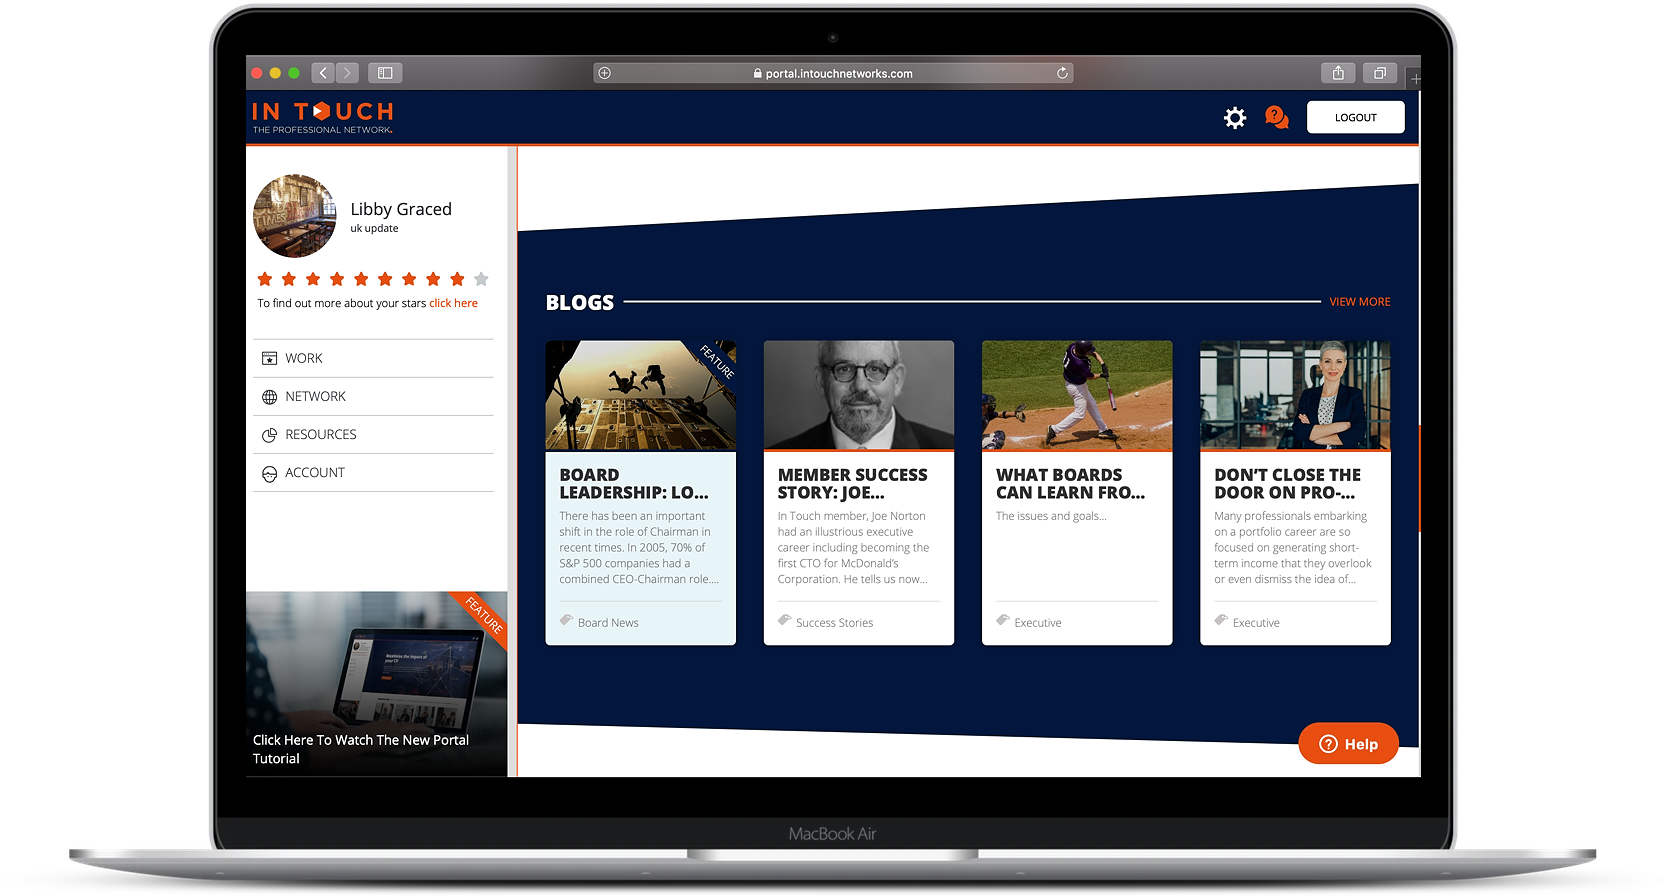 portal.intouchnetworks.com
IN TOUCH
THE PROFESSIONAL NETWORK.
LOGOUT
Libby Graced
uk update
To find out more about your stars click here
WORK
NETWORK
RESOURCES
ACCOUNT
FEATURE
Maximise the impact of
your CV
Click Here To Watch The New Portal
Tutorial
BLOGS
VIEW MORE
FEATURE
BOARD
LEADERSHIP: LO...
There has been an important
shift in the role of Chairman in
recent times. In 2005, 70% of
S&P 500 companies had a
combined CEO-Chairman role....
Board News
MEMBER SUCCESS
STORY: JOE...
In Touch member, Joe Norton
had an illustrious executive
career including becoming the
first CTO for McDonald's
Corporation. He tells us now...
Success Stories
WHAT BOARDS
CAN LEARN FRO...
The issues and goals...
Executive
DON'T CLOSE THE
DOOR ON PRO-...
Many professionals embarking
on a portfolio career are so
focused on generating short-
term income that they overlook
or even dismiss the idea of...
Executive
? Help
MacBook Air